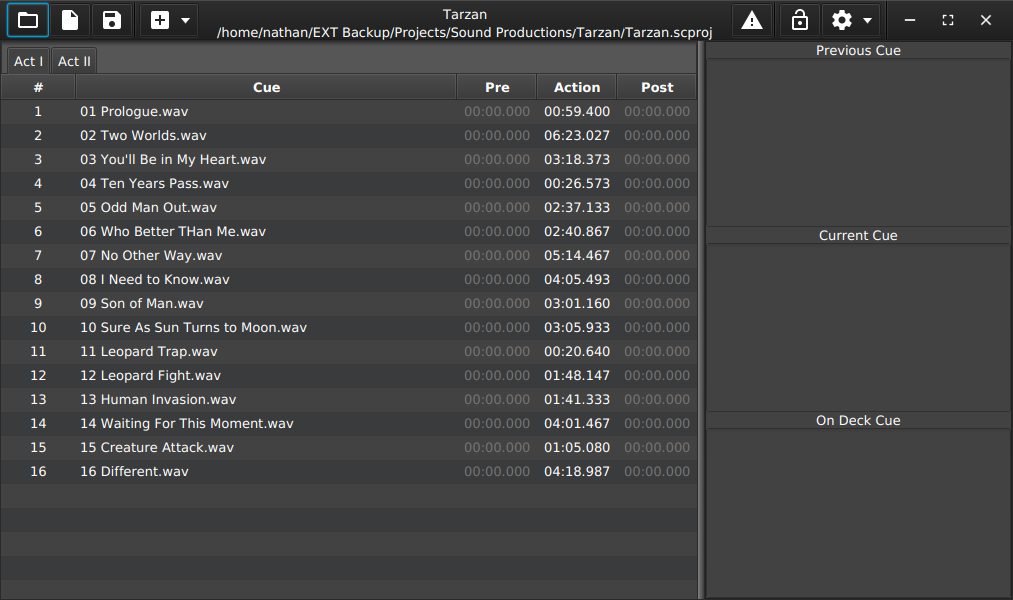 Tarzan
/home/nathan/EXT Backup/Projects/Sound Productions/Tarzan/Tarzan.scproj
Act I Act II
# Cue Pre Action Post
1 01 Prologue.wav 00:00.000 00:59.400 00:00.000
2 02 Two Worlds.wav 00:00.000 06:23.027 00:00.000
3 03 You'll Be in My Heart.wav 00:00.000 03:18.373 00:00.000
4 04 Ten Years Pass.wav 00:00.000 00:26.573 00:00.000
5 05 Odd Man Out.wav 00:00.000 02:37.133 00:00.000
6 06 Who Better THan Me.wav 00:00.000 02:40.867 00:00.000
7 07 No Other Way.wav 00:00.000 05:14.467 00:00.000
8 08 I Need to Know.wav 00:00.000 04:05.493 00:00.000
9 09 Son of Man.wav 00:00.000 03:01.160 00:00.000
10 10 Sure As Sun Turns to Moon.wav 00:00.000 03:05.933 00:00.000
11 11 Leopard Trap.wav 00:00.000 00:20.640 00:00.000
12 12 Leopard Fight.wav 00:00.000 01:48.147 00:00.000
13 13 Human Invasion.wav 00:00.000 01:41.333 00:00.000
14 14 Waiting For This Moment.wav 00:00.000 04:01.467 00:00.000
15 15 Creature Attack.wav 00:00.000 01:05.080 00:00.000
16 16 Different.wav 00:00.000 04:18.987 00:00.000
Previous Cue
Current Cue
On Deck Cue